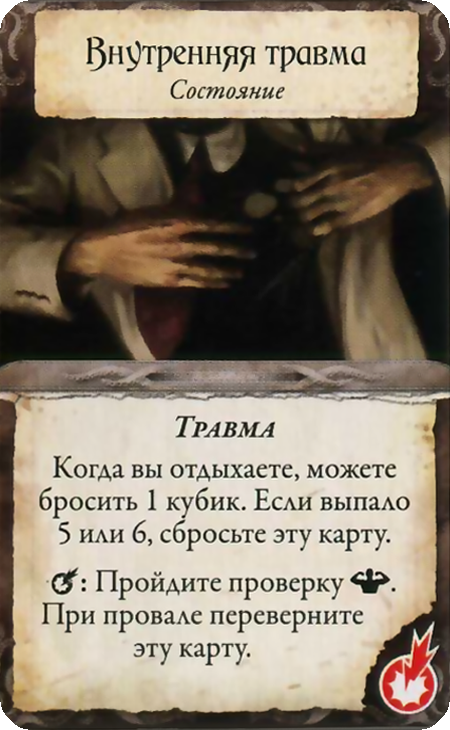 Внутренняя травма
Состояние
Травма
Когда вы отдыхаете, можете
бросить 1 кубик. Если выпало
5 или 6, сбросьте эту карту.
: Пройдите проверку .
При провале переверните
эту карту.